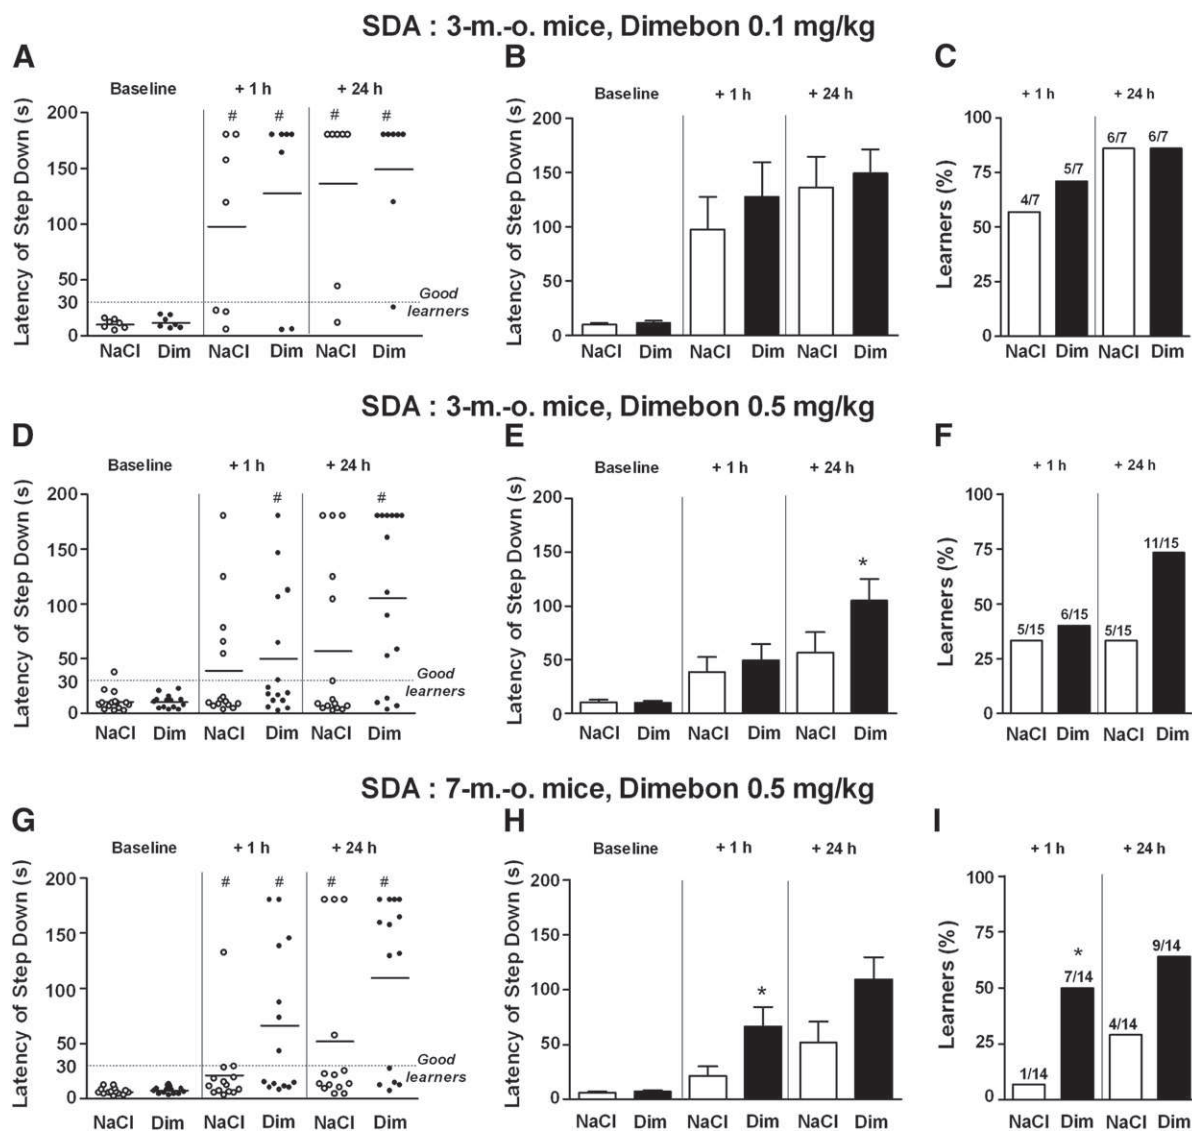 SDA : 3-m.-o. mice, Dimebon 0.1 mg/kg
A
Baseline
+ 1 h
+ 24 h
Latency of Step Down (s)
200
150
100
50
30
0
#
#
#
#
Good
learners
NaCl
Dim
NaCl
Dim
NaCl
Dim
B
Baseline
+ 1 h
+ 24 h
Latency of Step Down (s)
200
150
100
50
0
NaCl
Dim
NaCl
Dim
NaCl
Dim
C
+ 1 h
+ 24 h
Learners (%)
100
75
50
25
0
4/7
5/7
6/7
6/7
NaCl
Dim
NaCl
Dim
SDA : 3-m.-o. mice, Dimebon 0.5 mg/kg
D
Baseline
+ 1 h
+ 24 h
Latency of Step Down (s)
200
150
100
50
30
0
#
#
Good
learners
NaCl
Dim
NaCl
Dim
NaCl
Dim
E
Baseline
+ 1 h
+ 24 h
Latency of Step Down (s)
200
150
100
50
0
*
NaCl
Dim
NaCl
Dim
NaCl
Dim
F
+ 1 h
+ 24 h
Learners (%)
100
75
50
25
0
5/15
6/15
5/15
11/15
NaCl
Dim
NaCl
Dim
SDA : 7-m.-o. mice, Dimebon 0.5 mg/kg
G
Baseline
+ 1 h
+ 24 h
Latency of Step Down (s)
200
150
100
50
30
0
#
#
#
#
Good
learners
NaCl
Dim
NaCl
Dim
NaCl
Dim
H
Baseline
+ 1 h
+ 24 h
Latency of Step Down (s)
200
150
100
50
0
*
NaCl
Dim
NaCl
Dim
NaCl
Dim
I
+ 1 h
+ 24 h
Learners (%)
100
75
50
25
0
1/14
*
7/14
4/14
9/14
NaCl
Dim
NaCl
Dim